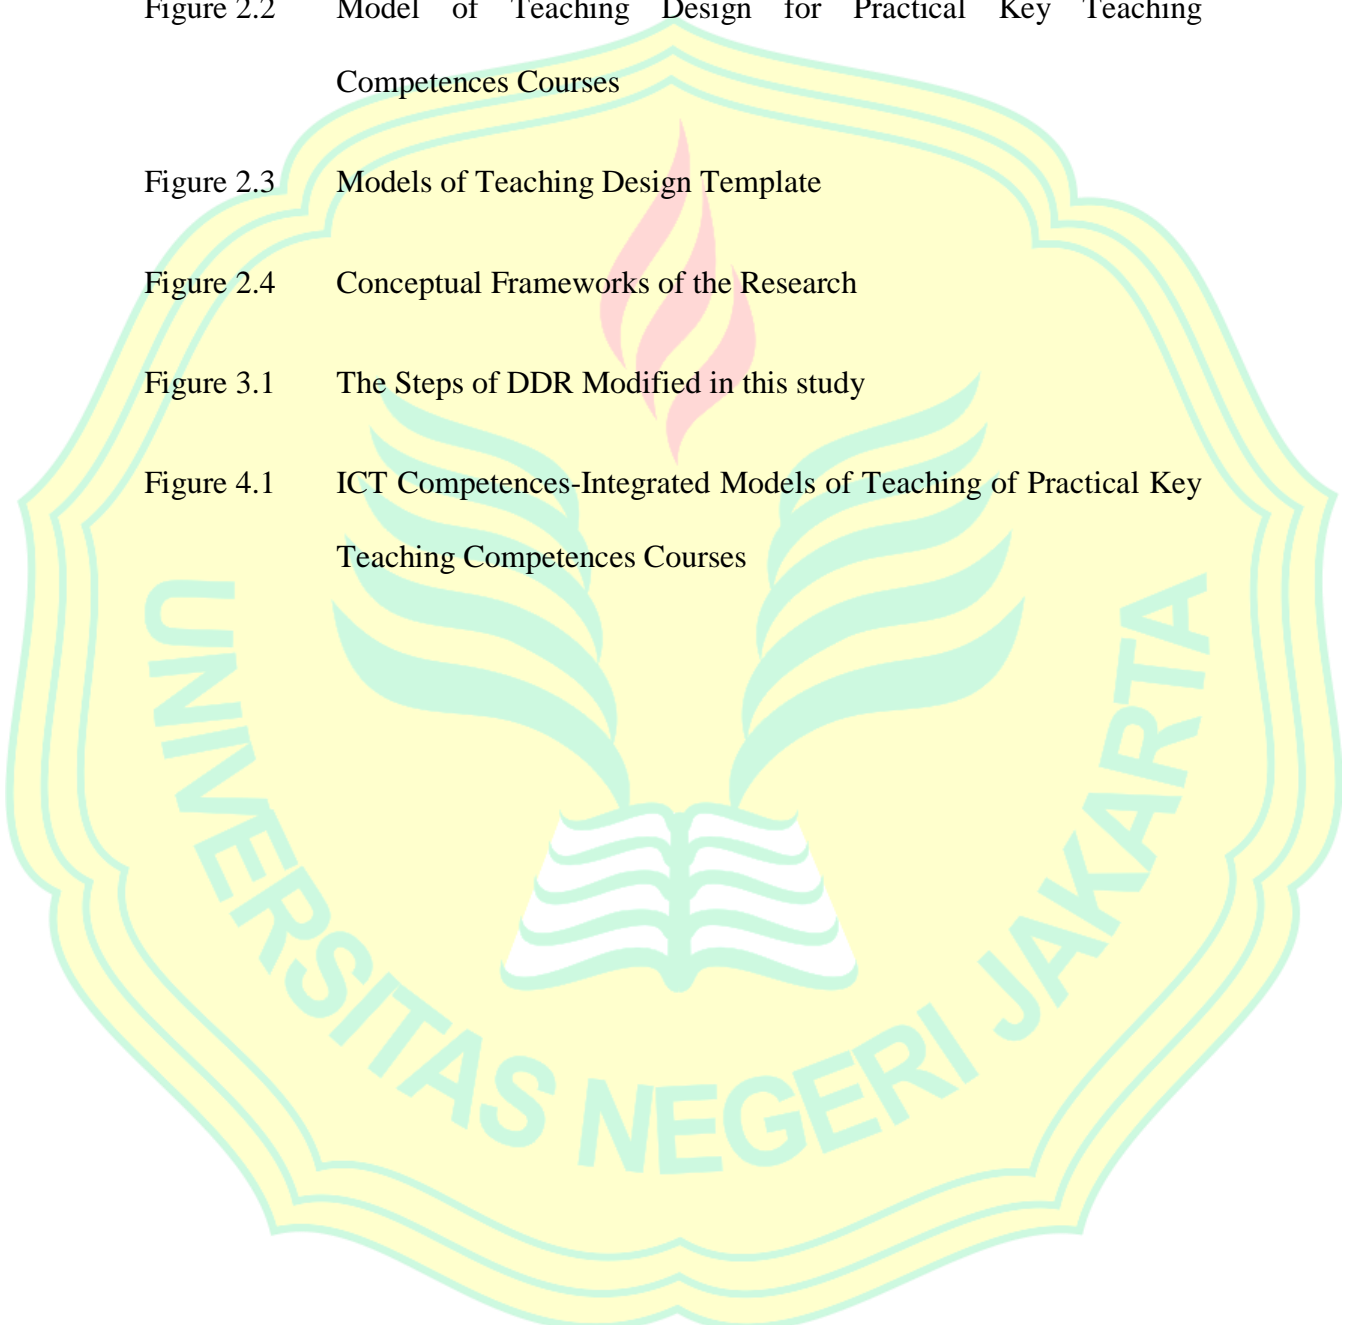 Figure 2.2 Model of Teaching Design for Practical Key Teaching
Competences Courses
Figure 2.3 Models of Teaching Design Template
Figure 2.4 Conceptual Frameworks of the Research
Figure 3.1 The Steps of DDR Modified in this study
Figure 4.1 ICT Competences-Integrated Models of Teaching of Practical Key
Teaching Competences Courses
UNIVERSITAS NEGERI JAKARTA